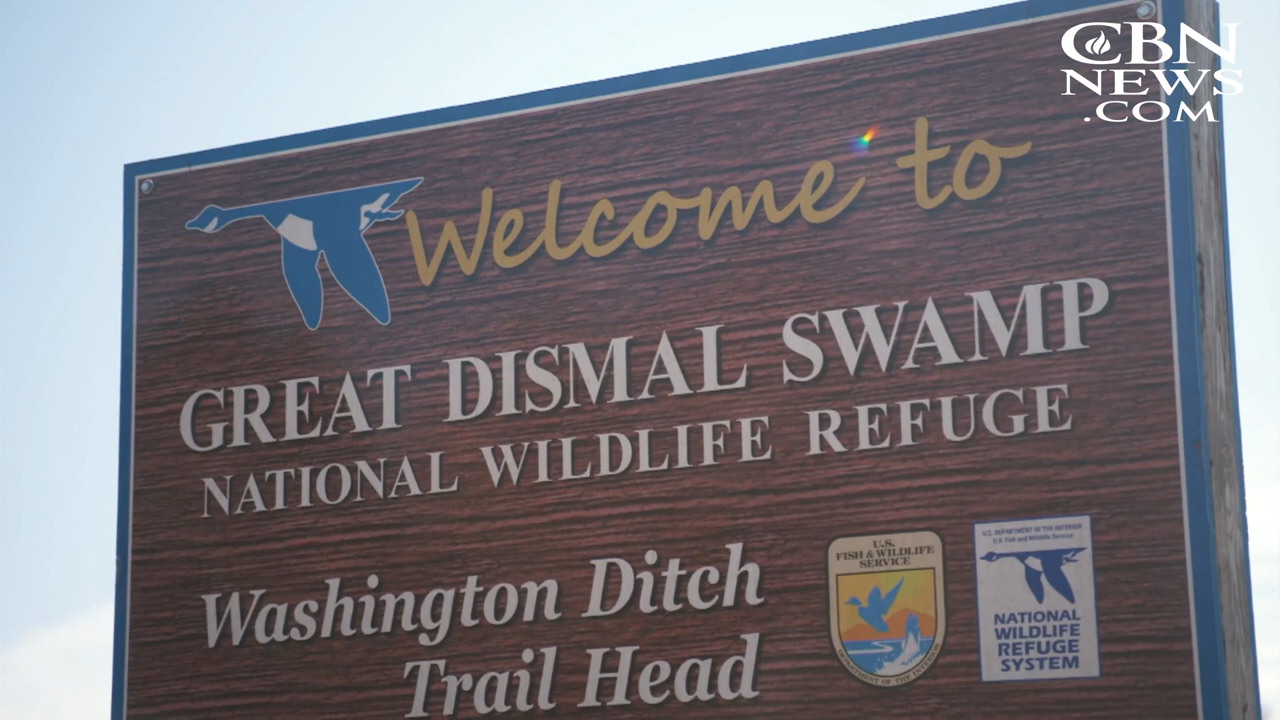 CBN
NEWS
.COM
Welcome to
GREAT DISMAL SWAMP
NATIONAL WILDLIFE REFUGE
Washington Ditch
Trail Head
U.S.
FISH & WILDLIFE
SERVICE
DEPARTMENT OF THE INTERIOR
U.S. DEPARTMENT OF THE INTERIOR
U.S. Fish and Wildlife Service
NATIONAL
WILDLIFE
REFUGE
SYSTEM